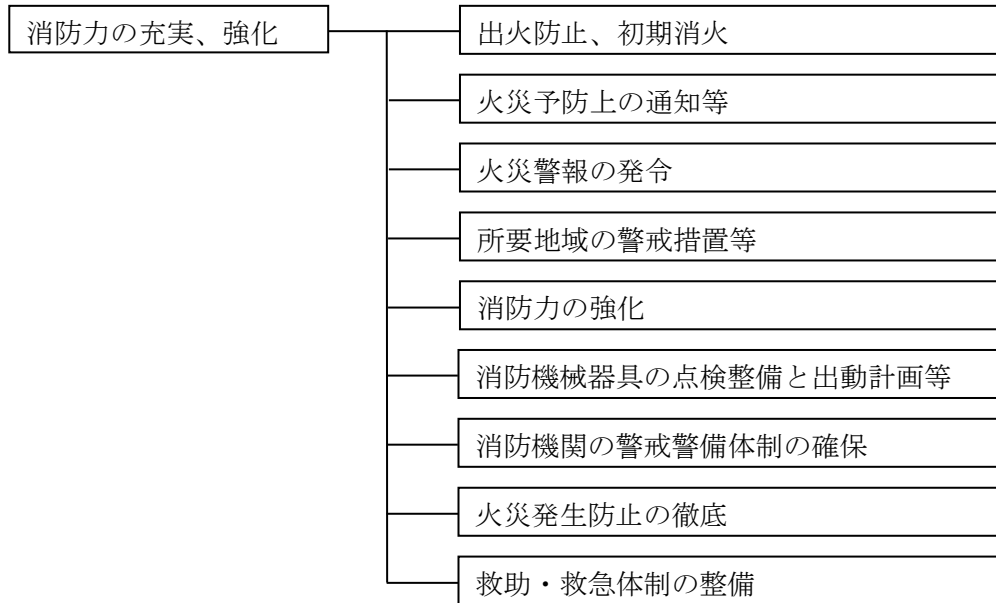 消防力の充実、強化
出火防止、初期消火
火災予防上の通知等
火災警報の発令
所要地域の警戒措置等
消防力の強化
消防機械器具の点検整備と出動計画等
消防機関の警戒警備体制の確保
火災発生防止の徹底
救助・救急体制の整備